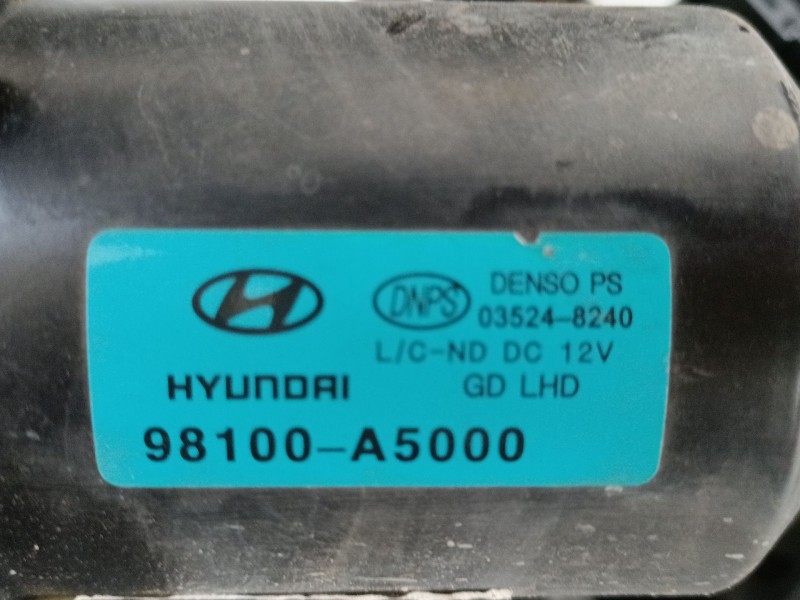 DNPS DENSO PS
03524-8240
L/C-ND DC 12V
HYUNDAI GD LHD
98100-A5000